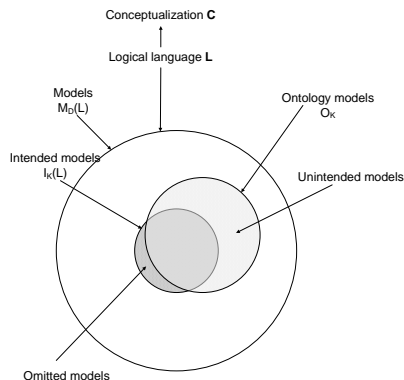 Conceptualization C
Logical language L
Models
M_D(L)
Ontology models
O_K
Intended models
I_K(L)
Unintended models
Omitted models